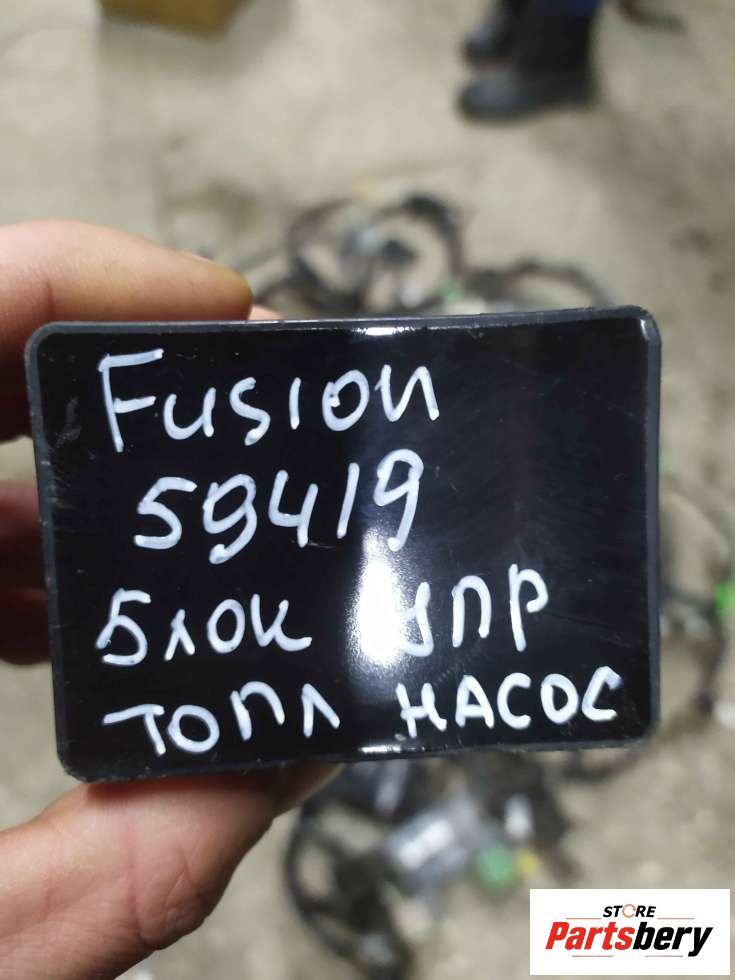 Fusion
59419
Блок упр
топл насос
STORE
Partsbery